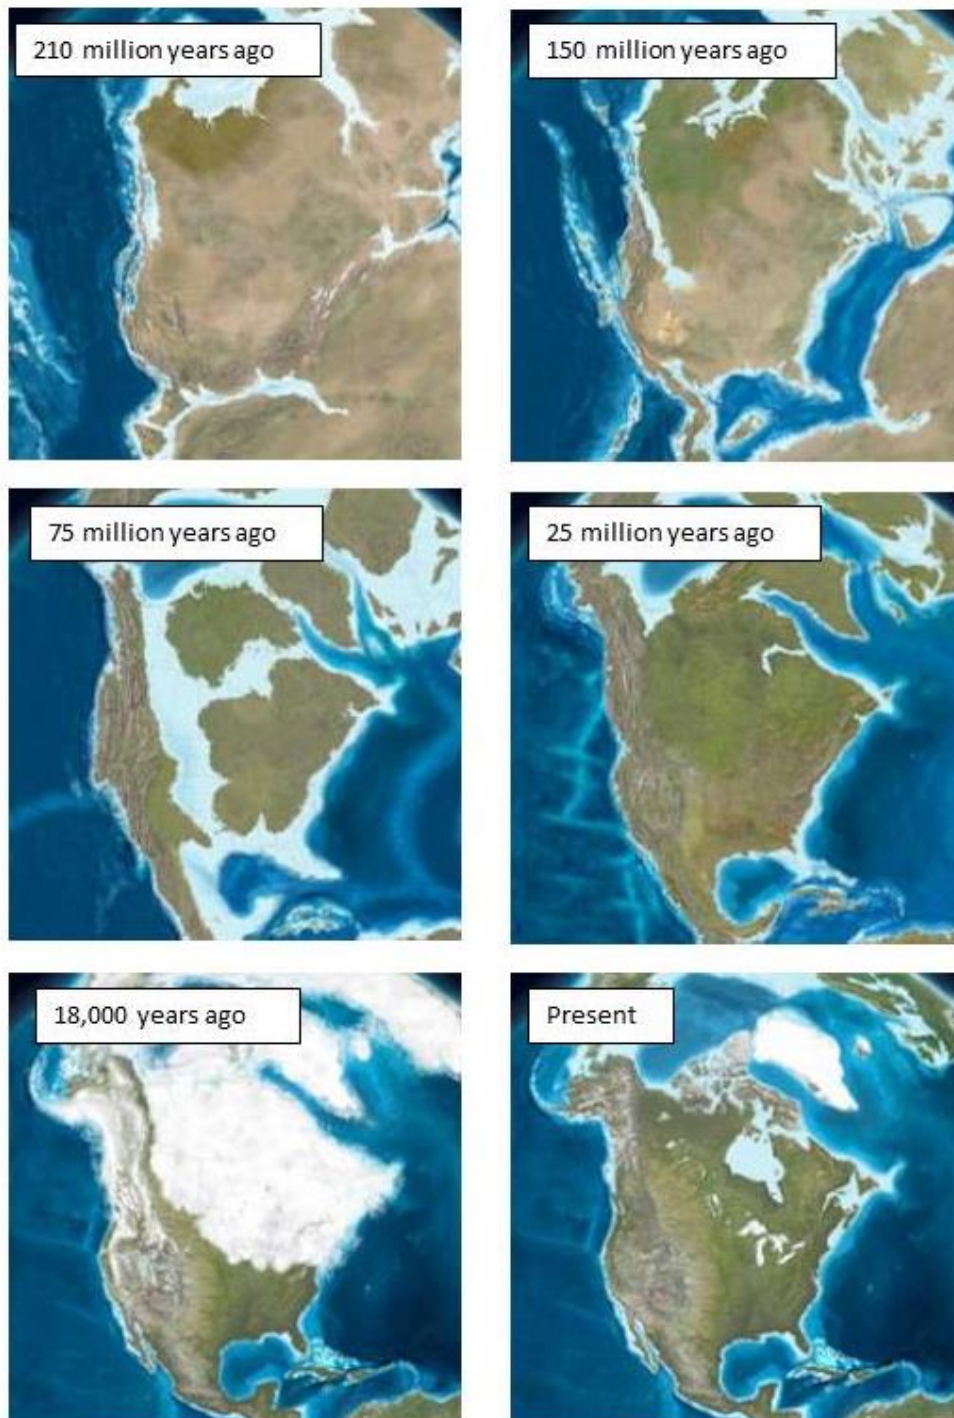 210 million years ago
150 million years ago
75 million years ago
25 million years ago
18,000 years ago
Present